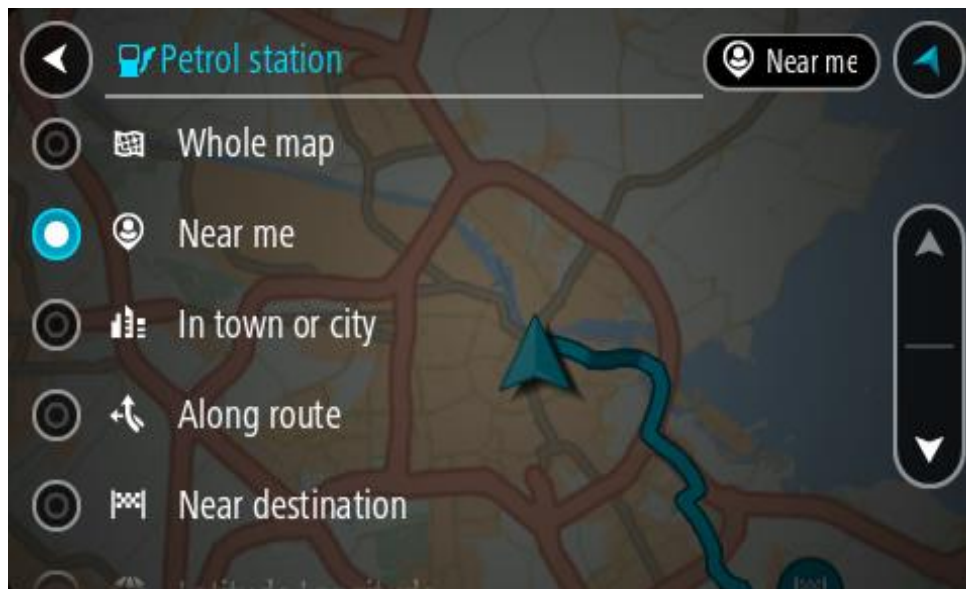 Petrol station
Near me
Whole map
Near me
In town or city
Along route
Near destination